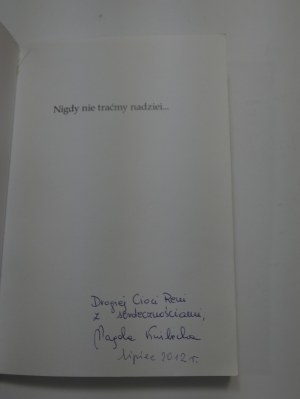 Nigdy nie traćmy nadziei...
Drogiej Cioci Reni
z serdecznościami,
Magda
lipiec 2012 r.